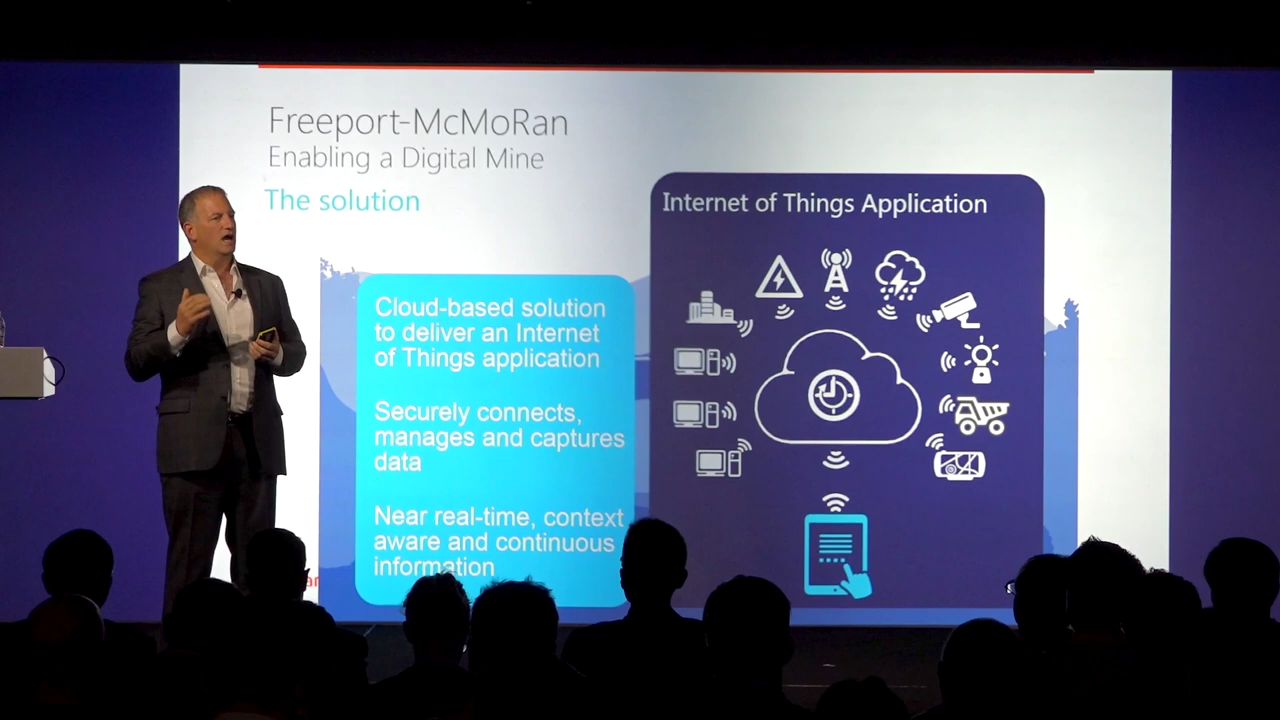 Freeport-McMoRan
Enabling a Digital Mine
The solution
Cloud-based solution
to deliver an Internet
of Things application
Securely connects,
manages and captures
data
Near real-time, context
aware and continuous
information
Internet of Things Application